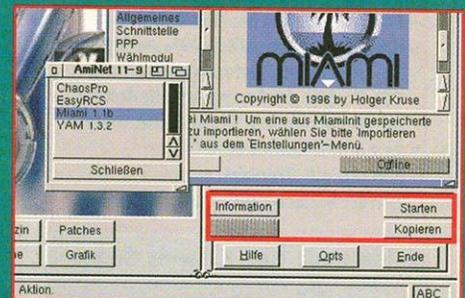 Allgemeines
Schnittstelle
PPP
Wählmodul
AmiNet 11-9
ChaosPro
EasyRCS
Miami 1.1b
YAM 1.3.2
Schließen
MIAMI
Copyright © 1996 by Holger Kruse
ei Miami ! Um eine aus MiamiInit gespeicherte
zu importieren, wählen Sie bitte 'Importieren
.' aus dem 'Einstellungen'-Menü.
Offline
Information
Starten
Kopieren
zin
Patches
e
Grafik
Hilfe
Opts
Ende
Aktion.
ABC